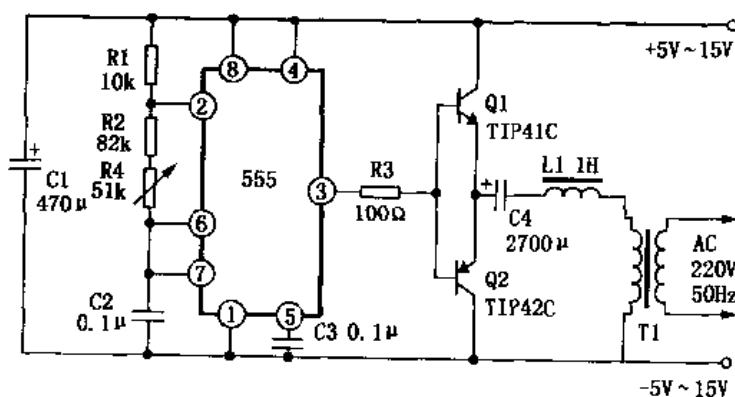 +5V~15V
R1
10k
8
4
2
Q1
TIP41C
R2
82k
R4
51k
+
C1
470μ
555
3
R3
100Ω
+
C4
2700μ
L1 1H
6
7
Q2
TIP42C
AC
220V
50Hz
T1
C2
0.1μ
1
5
C3 0.1μ
-5V~15V